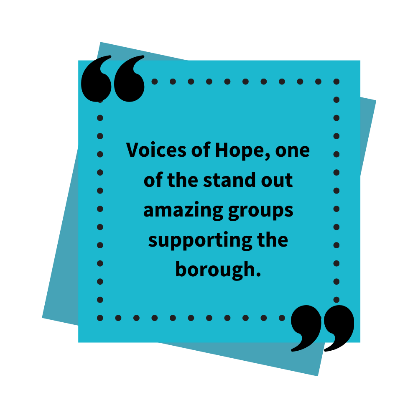 Voices of Hope, one
of the stand out
amazing groups
supporting the
borough.